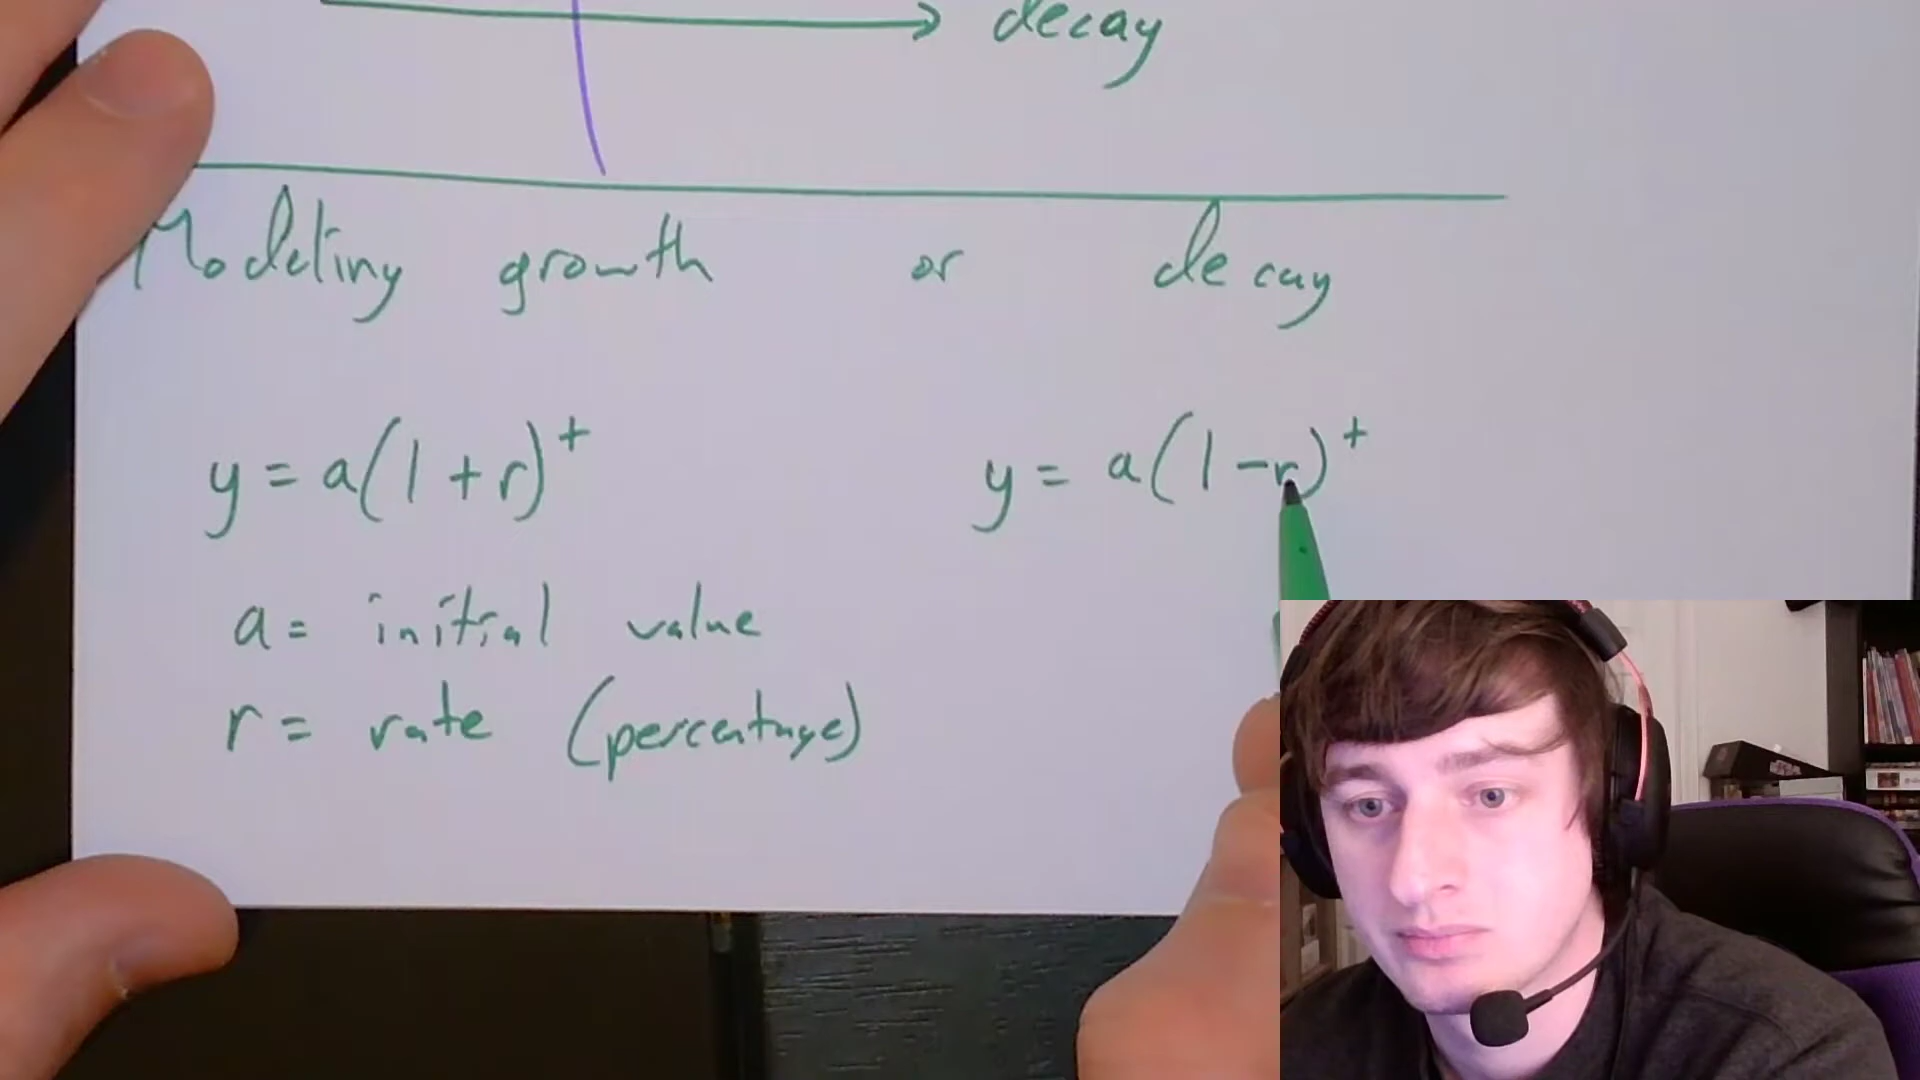 decay
Modeling growth or decay
y = a(1 + r)^t
y = a(1 - r)^t
a = initial value
r = rate (percentage)